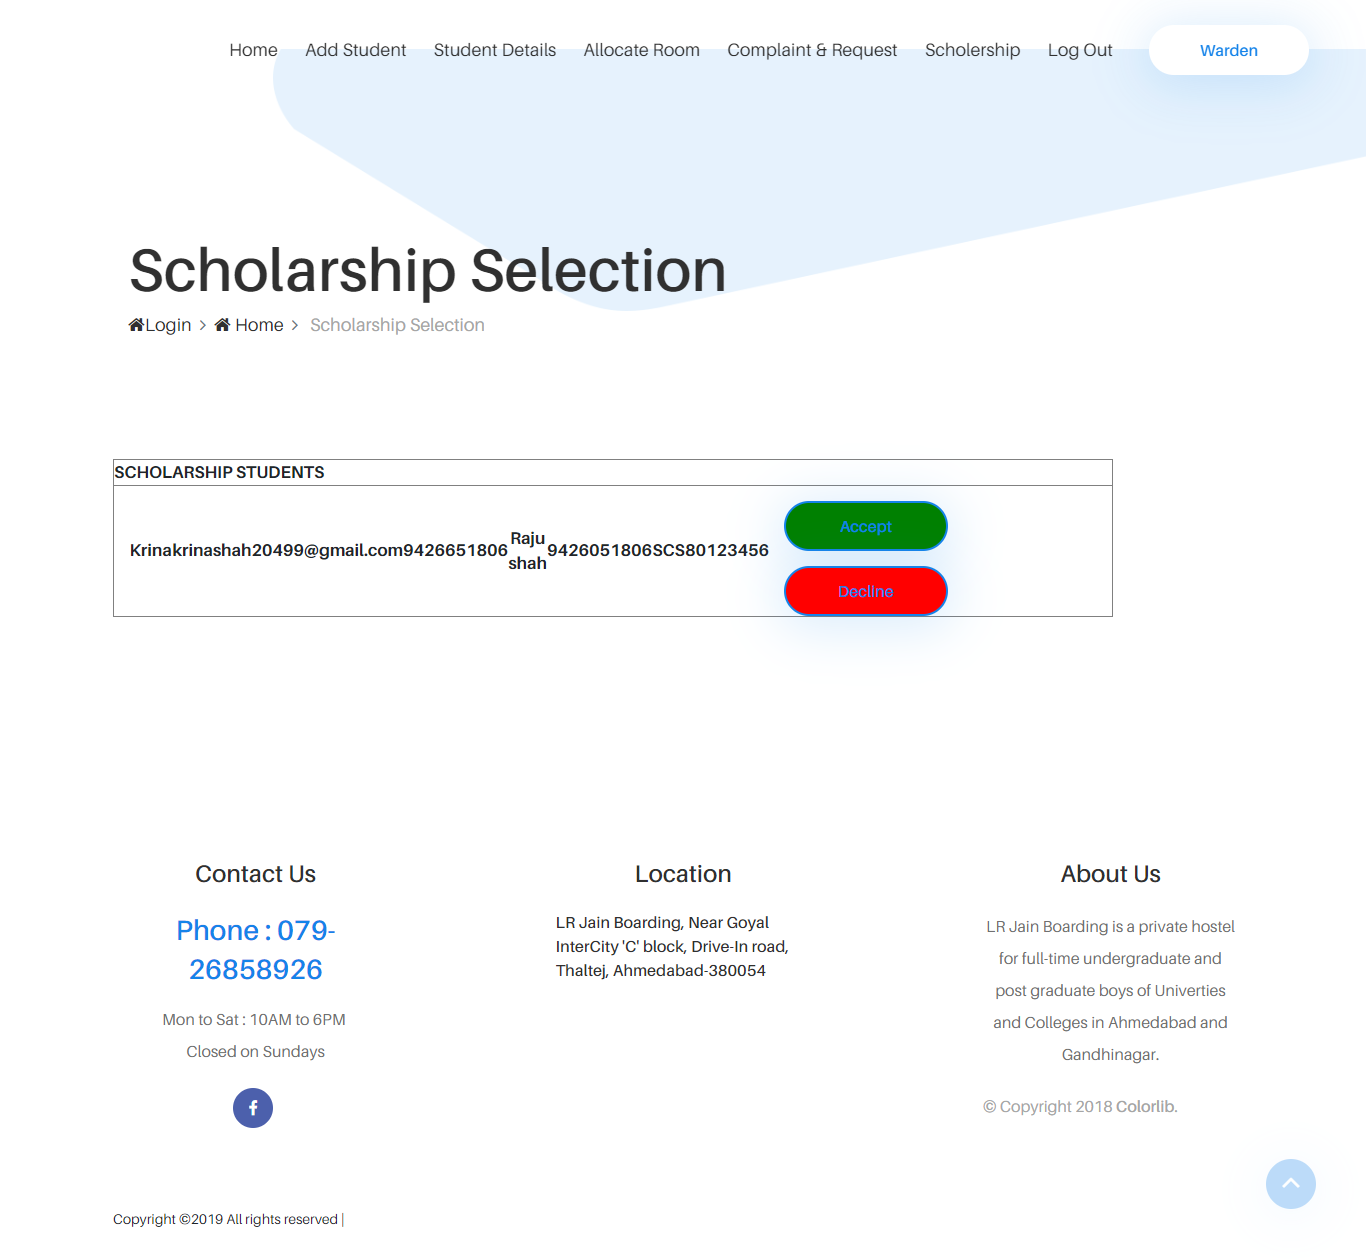 Home Add Student Student Details Allocate Room Complaint & Request Scholership Log Out Warden
Scholarship Selection
Login > Home > Scholarship Selection
SCHOLARSHIP STUDENTS
Krinakrinashah20499@gmail.com9426651806 Raju shah 9426051806SCS80123456
Accept
Decline
Contact Us
Phone : 079-
26858926
Mon to Sat : 10AM to 6PM
Closed on Sundays
f
Location
LR Jain Boarding, Near Goyal
InterCity 'C' block, Drive-In road,
Thaltej, Ahmedabad-380054
About Us
LR Jain Boarding is a private hostel
for full-time undergraduate and
post graduate boys of Univerties
and Colleges in Ahmedabad and
Gandhinagar.
© Copyright 2018 Colorlib.
Copyright ©2019 All rights reserved |